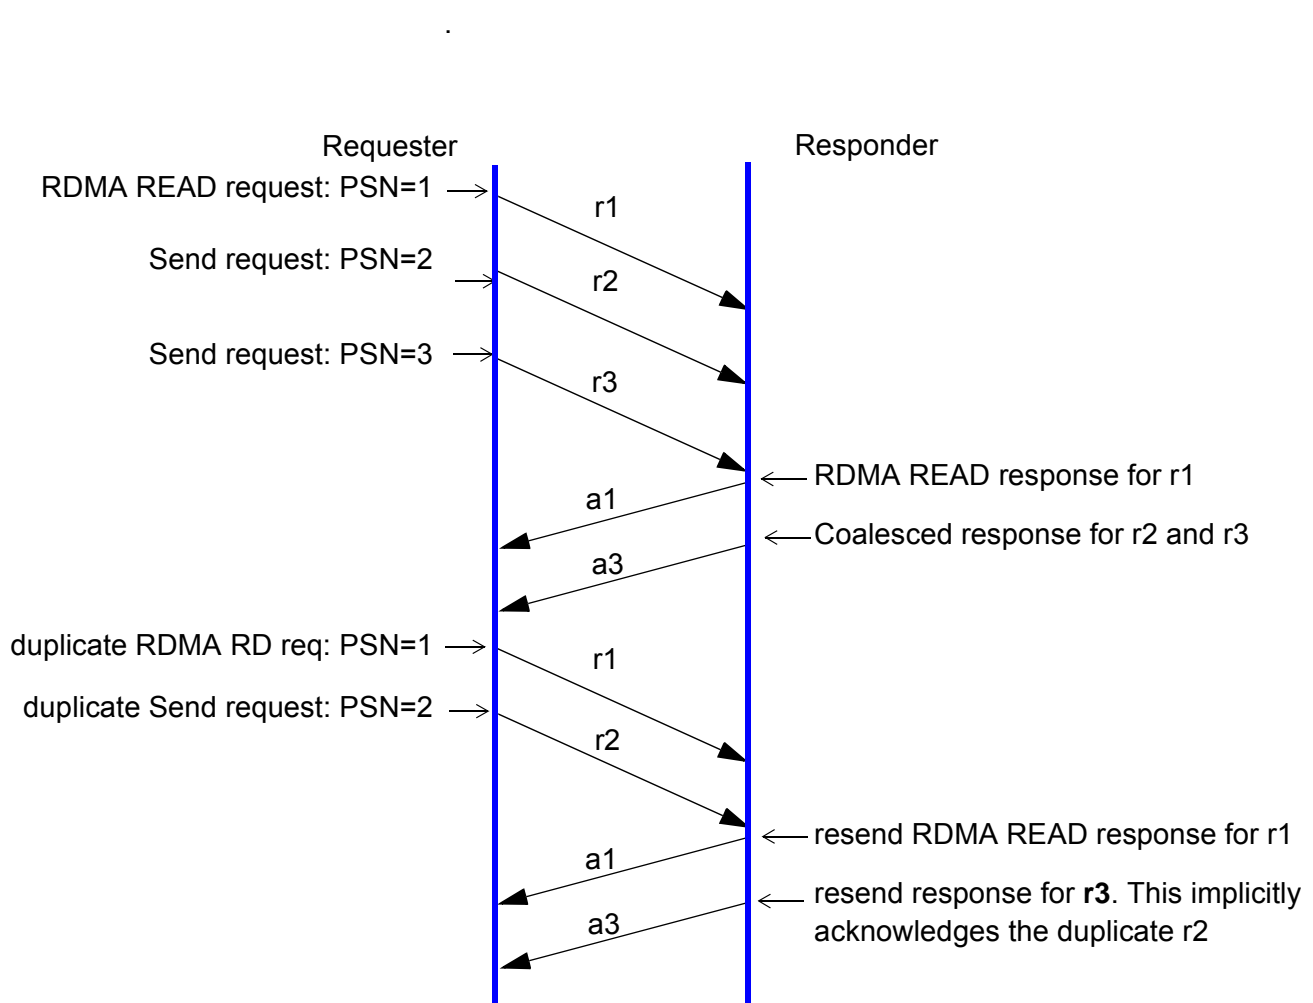 .
Requester
Responder
RDMA READ request: PSN=1
r1
Send request: PSN=2
r2
Send request: PSN=3
r3
RDMA READ response for r1
a1
Coalesced response for r2 and r3
a3
duplicate RDMA RD req: PSN=1
r1
duplicate Send request: PSN=2
r2
resend RDMA READ response for r1
a1
resend response for r3. This implicitly
acknowledges the duplicate r2
a3